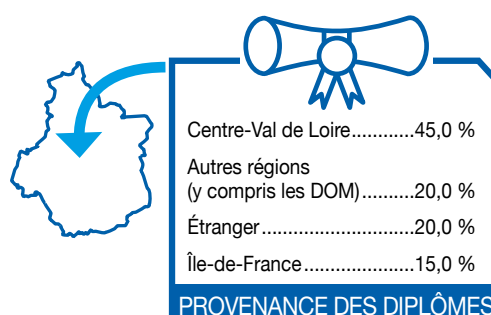 Centre-Val de Loire............45,0 %
Autres régions
(y compris les DOM)..........20,0 %
Étranger.............................20,0 %
Île-de-France.....................15,0 %
PROVENANCE DES DIPLÔMES